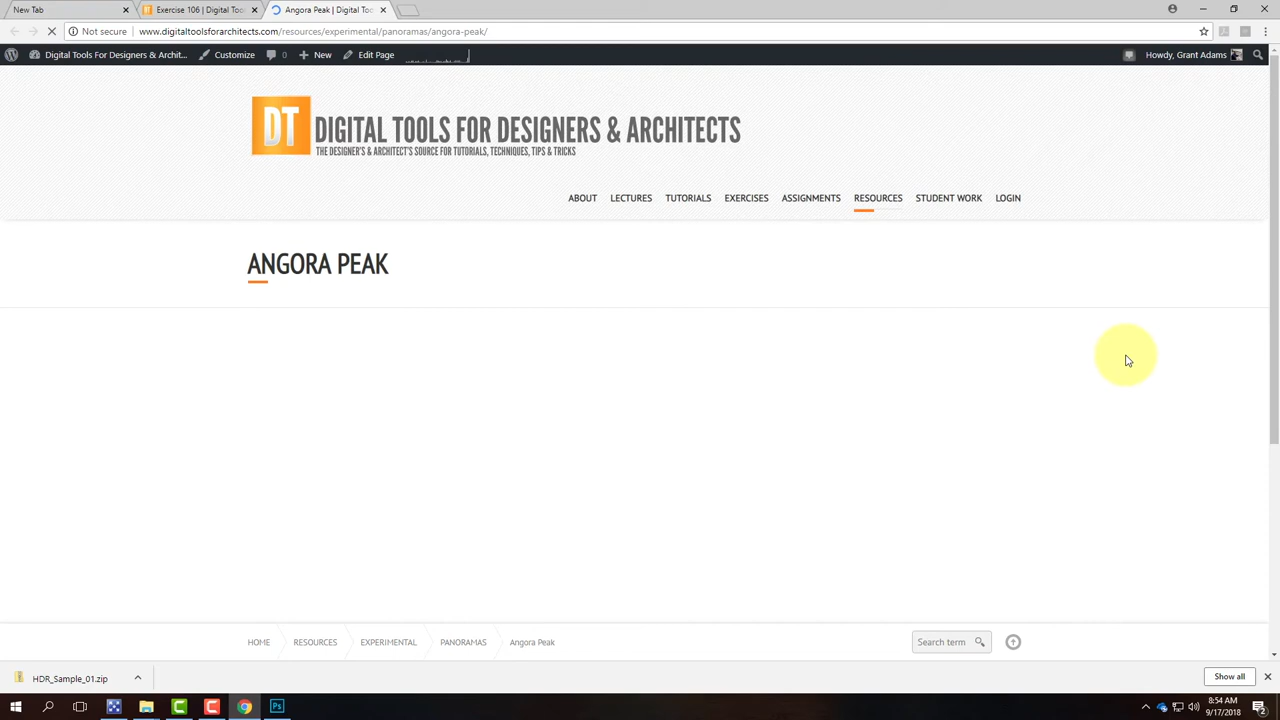 New Tab
Exercise 106 | Digital Too
Angora Peak | Digital Too
Not secure
www.digitaltoolsforarchitects.com/resources/experimental/panoramas/angora-peak/
Digital Tools For Designers & Archit...
Customize
0
New
Edit Page
Howdy, Grant Adams
DT
DIGITAL TOOLS FOR DESIGNERS & ARCHITECTS
THE DESIGNER'S & ARCHITECT'S SOURCE FOR TUTORIALS, TECHNIQUES, TIPS & TRICKS
ABOUT LECTURES TUTORIALS EXERCISES ASSIGNMENTS RESOURCES STUDENT WORK LOGIN
ANGORA PEAK
HOME RESOURCES EXPERIMENTAL PANORAMAS Angora Peak
Search term
HDR_Sample_01.zip
Show all
Ps
8:54 AM
9/17/2018
2